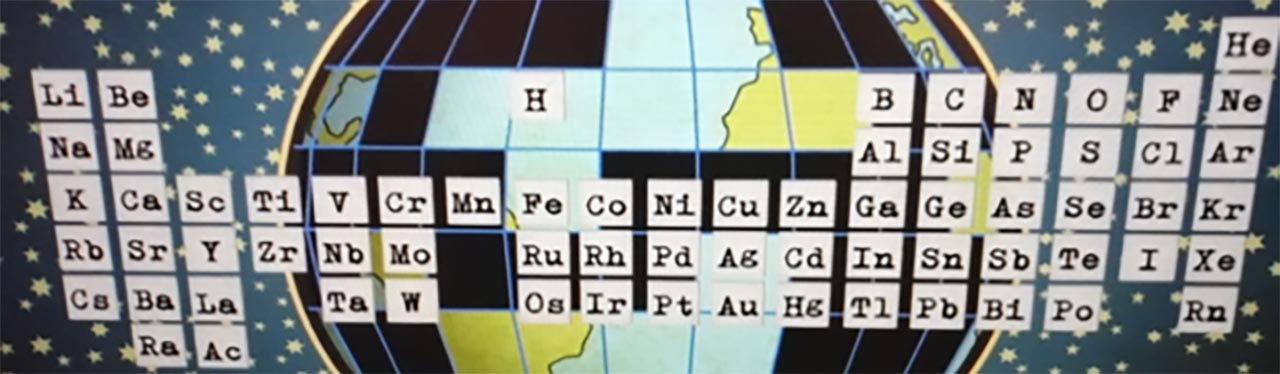 He
Li Be H B C N O F Ne
Na Mg Al Si P S Cl Ar
K Ca Sc Ti V Cr Mn Fe Co Ni Cu Zn Ga Ge As Se Br Kr
Rb Sr Y Zr Nb Mo Ru Rh Pd Ag Cd In Sn Sb Te I Xe
Cs Ba La Ta W Os Ir Pt Au Hg Tl Pb Bi Po Rn
Ra Ac